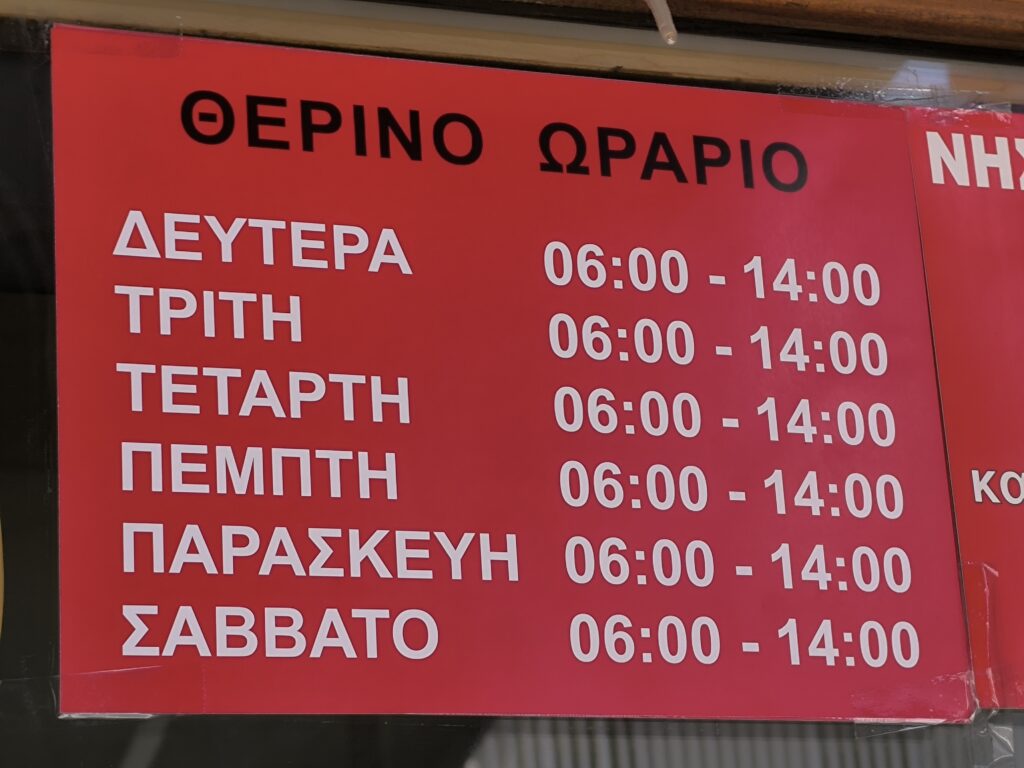 ΘΕΡΙΝΟ ΩΡΑΡΙΟ
ΔΕΥΤΕΡΑ 06:00 - 14:00
ΤΡΙΤΗ 06:00 - 14:00
ΤΕΤΑΡΤΗ 06:00 - 14:00
ΠΕΜΠΤΗ 06:00 - 14:00
ΠΑΡΑΣΚΕΥΗ 06:00 - 14:00
ΣΑΒΒΑΤΟ 06:00 - 14:00